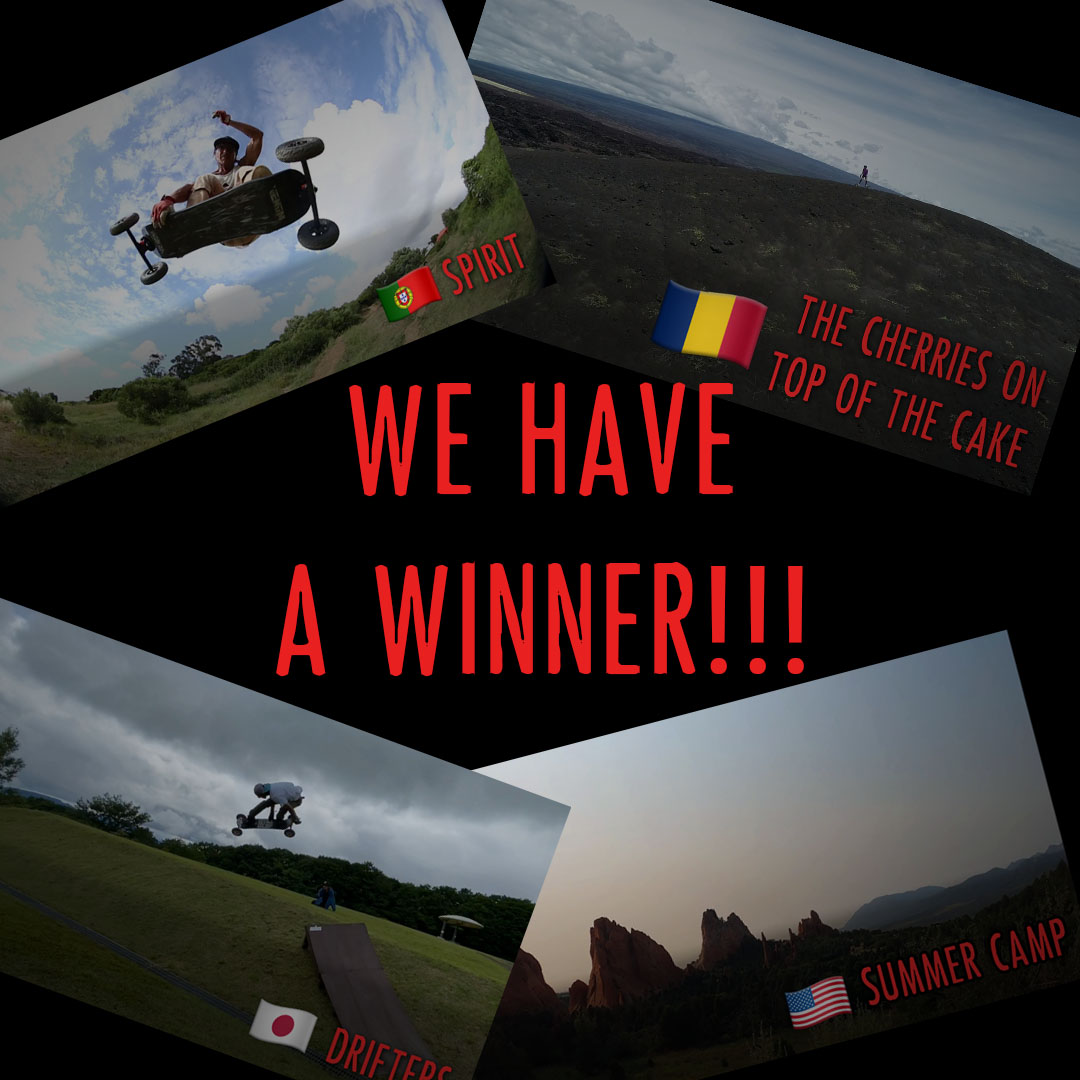 SPIRIT
THE CHERRIES ON
TOP OF THE CAKE
WE HAVE
A WINNER!!!
SUMMER CAMP
DRIFTERS